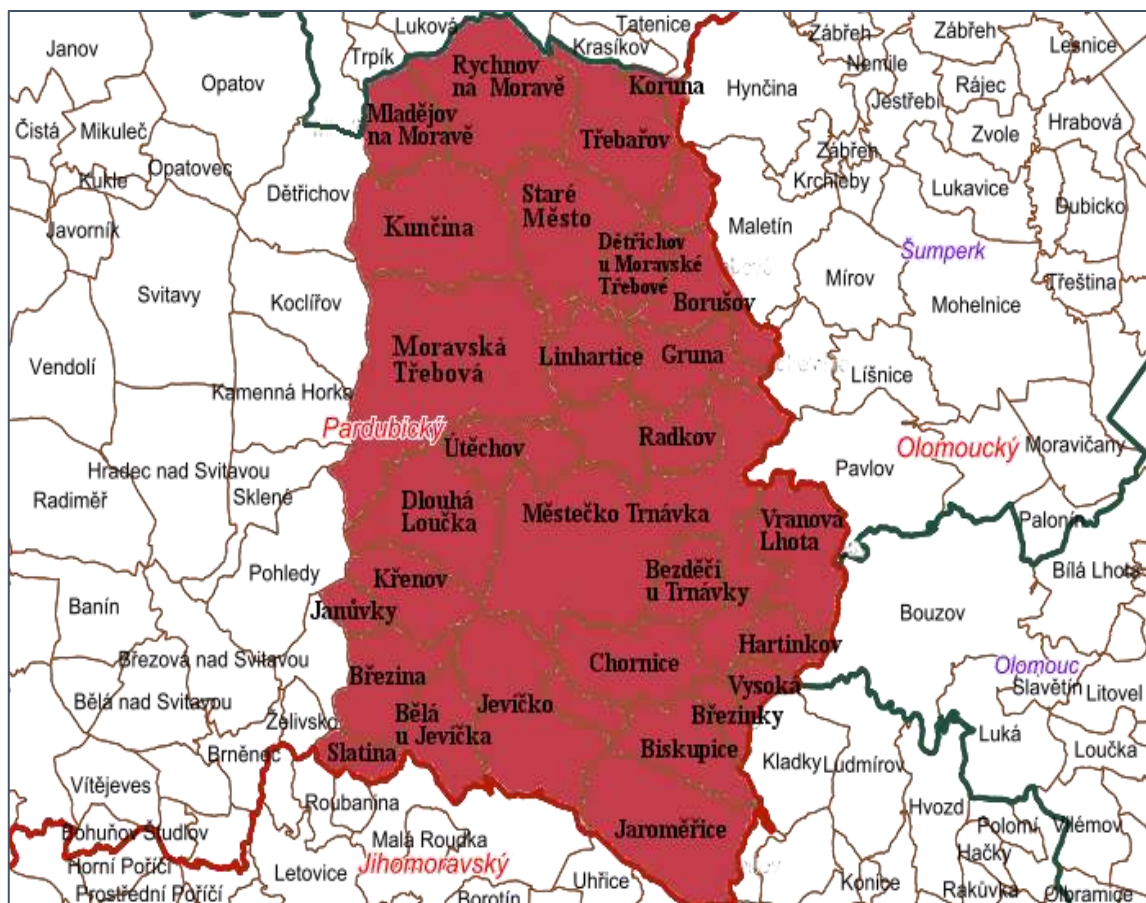 Luková
Tatenice
Janov
Opatov
Trpík
Krasíkov
Zábřeh
Zábřeh
Lesnice
Rychnov
na Moravě
Koruna
Hynčina
Nemile
Rájec
Jestřebí
Čistá
Mikuleč
Mladějov
na Moravě
Třebařov
Zvole
Hrabová
Opatovec
Kukle
Zábřeh
Krchleby
Lukavice
Dětřichov
Staré
Město
Dubicko
Javorník
Kunčina
Maletín
Dětřichov
u Moravské
Třebové
Šumperk
Svitavy
Koclířov
Mírov
Třeština
Borušov
Mohelnice
Vendolí
Moravská
Třebová
Linhartice
Gruna
Líšnice
Kamenná Horka
Pardubický
Útěchov
Radkov
Olomoucký
Moravičany
Hradec nad Svitavou
Pavlov
Radiměř
Sklené
Dlouhá
Loučka
Městečko Trnávka
Vranova
Lhota
Palonín
Pohledy
Křenov
Bezděčí
u Trnávky
Bílá Lhota
Banín
Janůvky
Bouzov
Březová nad Svitavou
Březina
Chornice
Hartinkov
Olomouc
Slavětín
Litovel
Bělá nad Svitavou
Jevíčko
Vysoká
Želivsko
Bělá
u Jevíčka
Březinky
Luká
Brněnec
Slatina
Biskupice
Kladky
Ludmírov
Loučka
Vítějeves
Roubanina
Hvozd
Bohuňov
Študlov
Malá Roudka
Jaroměřice
Polomí
Vilémov
Horní Poříčí
Letovice
Jihomoravský
Hačky
Prostřední Poříčí
Borotín
Uhřice
Konice
Rakůvka
Olbramice